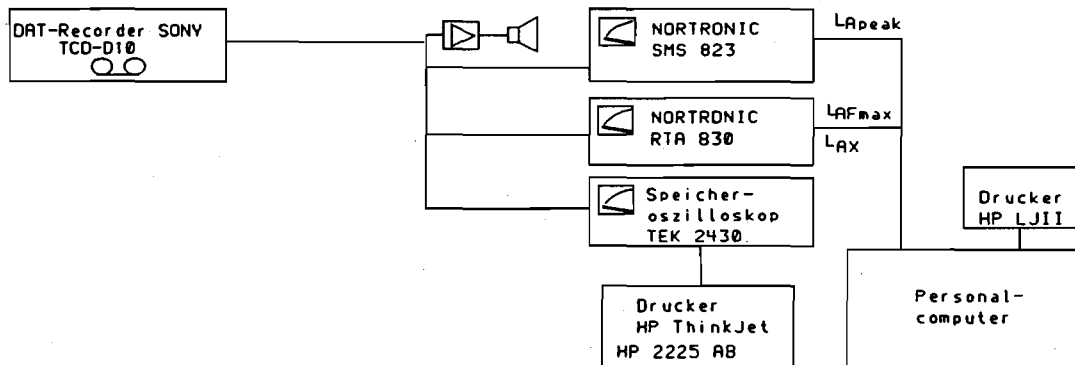 DAT-Recorder SONY
TCD-D10
NORTRONIC
SMS 823
LApeak
NORTRONIC
RTA 830
LAFmax
LAX
Speicher-
oszilloskop
TEK 2430.
Drucker
HP LJII
Drucker
HP ThinkJet
HP 2225 AB
Personal-
computer